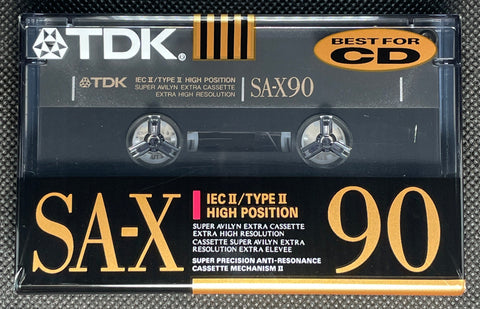 TDK®
BEST FOR
CD
TDK
IEC II/TYPE II HIGH POSITION
SUPER AVILYN EXTRA CASSETTE
EXTRA HIGH RESOLUTION
SA-X90
SA-X
IEC II/TYPE II
HIGH POSITION
SUPER AVILYN EXTRA CASSETTE
EXTRA HIGH RESOLUTION
CASSETTE SUPER AVILYN EXTRA
RESOLUTION EXTRA ELEVEE
SUPER PRECISION ANTI-RESONANCE
CASSETTE MECHANISM II
90